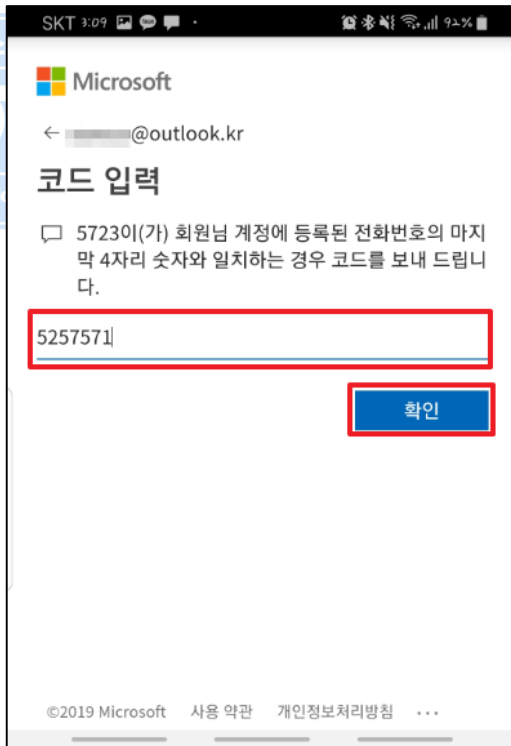 SKT 3:09 92%
Microsoft
@outlook.kr
코드 입력
5723이(가) 회원님 계정에 등록된 전화번호의 마지
막 4자리 숫자와 일치하는 경우 코드를 보내 드립니
다.
5257571
확인
©2019 Microsoft 사용 약관 개인정보처리방침 ...